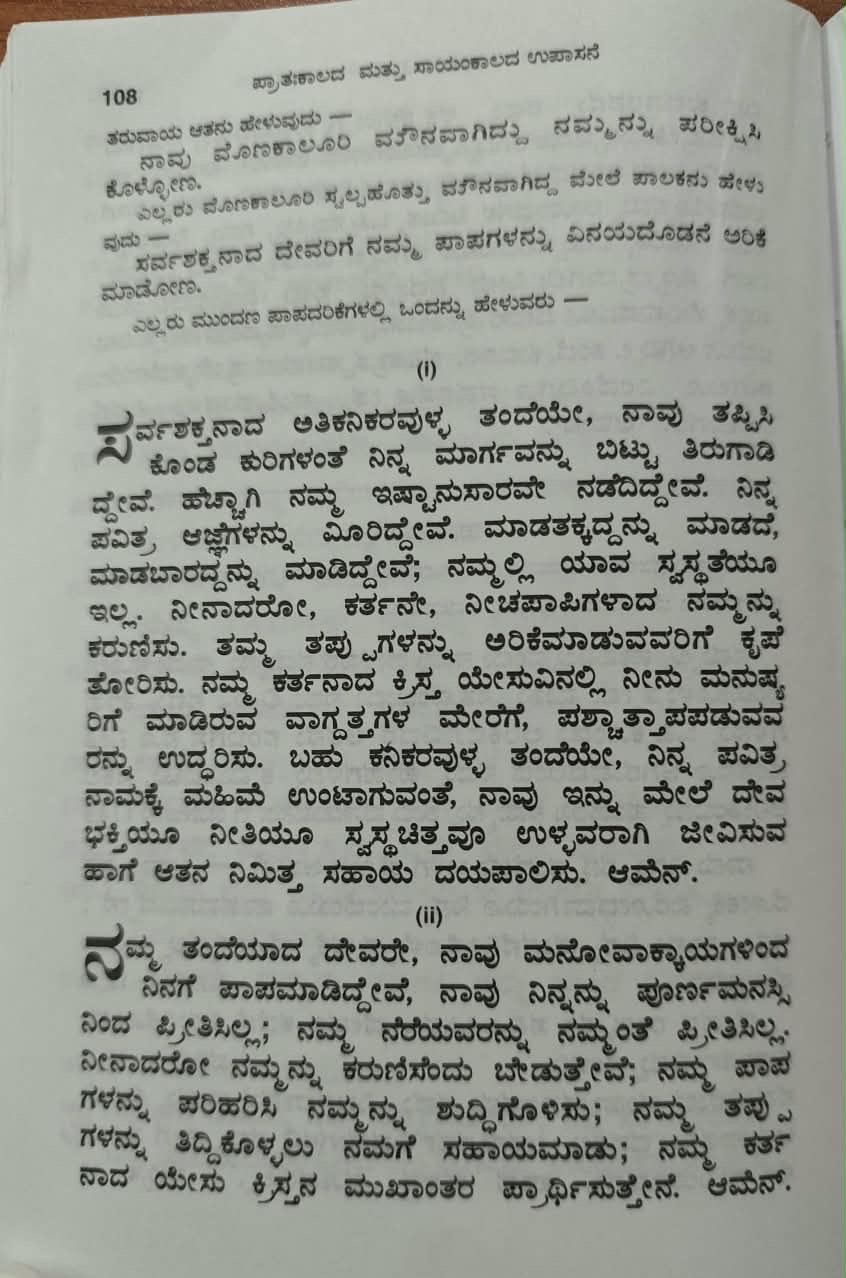 108
ಪ್ರಾತಃಕಾಲದ ಮತ್ತು ಸಾಯಂಕಾಲದ ಉಪಾಸನೆ
ತರುವಾಯ ಆತನು ಹೇಳುವುದು —
ನಾವು ಮೊಣಕಾಲೂರಿ ಮೌನವಾಗಿದ್ದು ನಮ್ಮನ್ನು ಪರೀಕ್ಷಿಸಿ
ಕೊಳ್ಳೋಣ.
ಎಲ್ಲರು ಮೊಣಕಾಲೂರಿ ಸ್ವಲ್ಪಹೊತ್ತು ಮೌನವಾಗಿದ್ದ ಮೇಲೆ ಪಾಲಕನು ಹೇಳು
ವುದು —
ಸರ್ವಶಕ್ತನಾದ ದೇವರಿಗೆ ನಮ್ಮ ಪಾಪಗಳನ್ನು ವಿನಯದೊಡನೆ ಅರಿಕೆ
ಮಾಡೋಣ.
ಎಲ್ಲರು ಮುಂದಣ ಪಾಪದರಿಕೆಗಳಲ್ಲಿ ಒಂದನ್ನು ಹೇಳುವರು —
(i)
ಸರ್ವಶಕ್ತನಾದ ಅತಿಕನಿಕರವುಳ್ಳ ತಂದೆಯೇ, ನಾವು ತಪ್ಪಿಸಿ
ಕೊಂಡ ಕುರಿಗಳಂತೆ ನಿನ್ನ ಮಾರ್ಗವನ್ನು ಬಿಟ್ಟು ತಿರುಗಾಡಿ
ದ್ದೇವೆ. ಹೆಚ್ಚಾಗಿ ನಮ್ಮ ಇಷ್ಟಾನುಸಾರವೇ ನಡೆದಿದ್ದೇವೆ. ನಿನ್ನ
ಪವಿತ್ರ ಆಜ್ಞೆಗಳನ್ನು ಮೀರಿದ್ದೇವೆ. ಮಾಡತಕ್ಕದ್ದನ್ನು ಮಾಡದೆ,
ಮಾಡಬಾರದ್ದನ್ನು ಮಾಡಿದ್ದೇವೆ; ನಮ್ಮಲ್ಲಿ ಯಾವ ಸ್ವಸ್ಥತೆಯೂ
ಇಲ್ಲ. ನೀನಾದರೋ, ಕರ್ತನೇ, ನೀಚಪಾಪಿಗಳಾದ ನಮ್ಮನ್ನು
ಕರುಣಿಸು. ತಮ್ಮ ತಪ್ಪುಗಳನ್ನು ಅರಿಕೆಮಾಡುವವರಿಗೆ ಕೃಪೆ
ತೋರಿಸು. ನಮ್ಮ ಕರ್ತನಾದ ಕ್ರಿಸ್ತ ಯೇಸುವಿನಲ್ಲಿ ನೀನು ಮನುಷ್ಯ
ರಿಗೆ ಮಾಡಿರುವ ವಾಗ್ದತ್ತಗಳ ಮೇರೆಗೆ, ಪಶ್ಚಾತ್ತಾಪಪಡುವವ
ರನ್ನು ಉದ್ಧರಿಸು. ಬಹು ಕನಿಕರವುಳ್ಳ ತಂದೆಯೇ, ನಿನ್ನ ಪವಿತ್ರ
ನಾಮಕ್ಕೆ ಮಹಿಮೆ ಉಂಟಾಗುವಂತೆ, ನಾವು ಇನ್ನು ಮೇಲೆ ದೇವ
ಭಕ್ತಿಯೂ ನೀತಿಯೂ ಸ್ವಸ್ಥಚಿತ್ತವೂ ಉಳ್ಳವರಾಗಿ ಜೀವಿಸುವ
ಹಾಗೆ ಆತನ ನಿಮಿತ್ತ ಸಹಾಯ ದಯಪಾಲಿಸು. ಆಮೆನ್.
(ii)
ನಮ್ಮ ತಂದೆಯಾದ ದೇವರೇ, ನಾವು ಮನೋವಾಕ್ಕಾಯಗಳಿಂದ
ನಿನಗೆ ಪಾಪಮಾಡಿದ್ದೇವೆ, ನಾವು ನಿನ್ನನ್ನು ಪೂರ್ಣಮನಸ್ಸಿ
ನಿಂದ ಪ್ರೀತಿಸಿಲ್ಲ; ನಮ್ಮ ನೆರೆಯವರನ್ನು ನಮ್ಮಂತೆ ಪ್ರೀತಿಸಿಲ್ಲ.
ನೀನಾದರೋ ನಮ್ಮನ್ನು ಕರುಣಿಸೆಂದು ಬೇಡುತ್ತೇವೆ; ನಮ್ಮ ಪಾಪ
ಗಳನ್ನು ಪರಿಹರಿಸಿ ನಮ್ಮನ್ನು ಶುದ್ಧಿಗೊಳಿಸು; ನಮ್ಮ ತಪ್ಪು
ಗಳನ್ನು ತಿದ್ದಿಕೊಳ್ಳಲು ನಮಗೆ ಸಹಾಯಮಾಡು; ನಮ್ಮ ಕರ್ತ
ನಾದ ಯೇಸು ಕ್ರಿಸ್ತನ ಮುಖಾಂತರ ಪ್ರಾರ್ಥಿಸುತ್ತೇನೆ. ಆಮೆನ್.